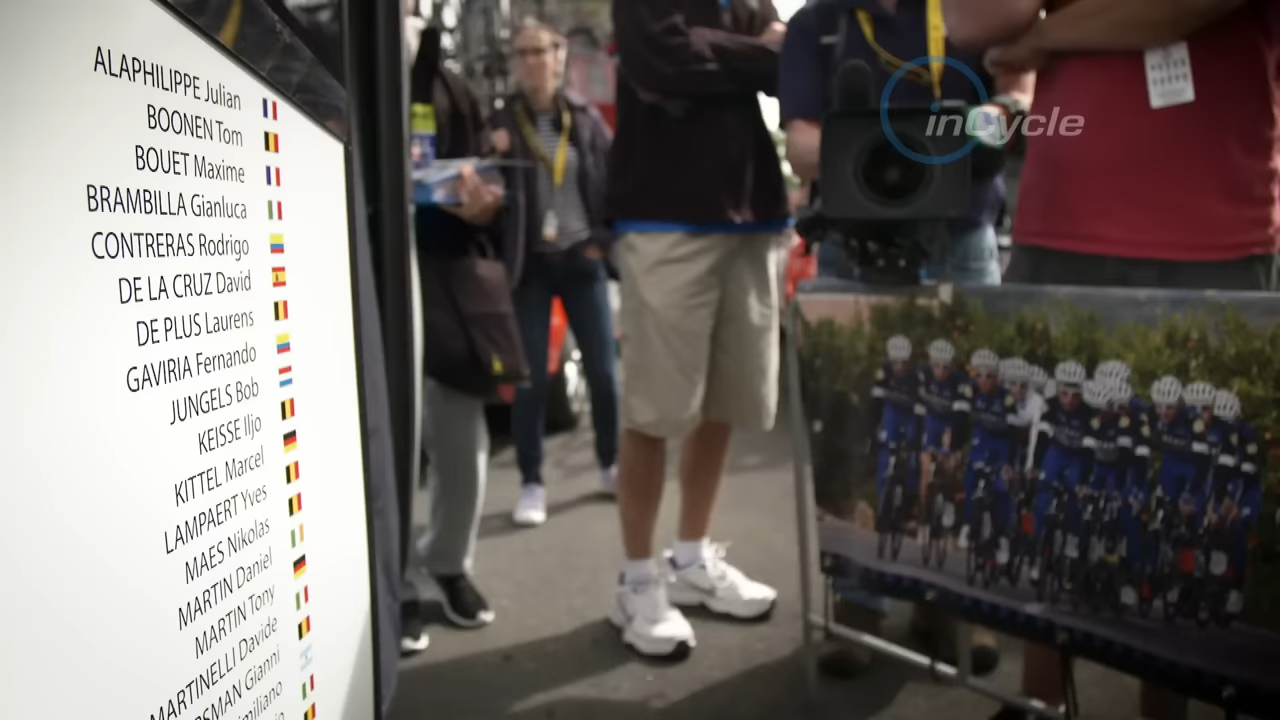 ALAPHILIPPE Julian
BOONEN Tom
BOUET Maxime
BRAMBILLA Gianluca
CONTRERAS Rodrigo
DE LA CRUZ David
DE PLUS Laurens
GAVIRIA Fernando
JUNGELS Bob
KEISSE Iljo
KITTEL Marcel
LAMPAERT Yves
MAES Nikolas
MARTIN Daniel
MARTIN Tony
MARTINELLI Davide
Gianni
inCycle